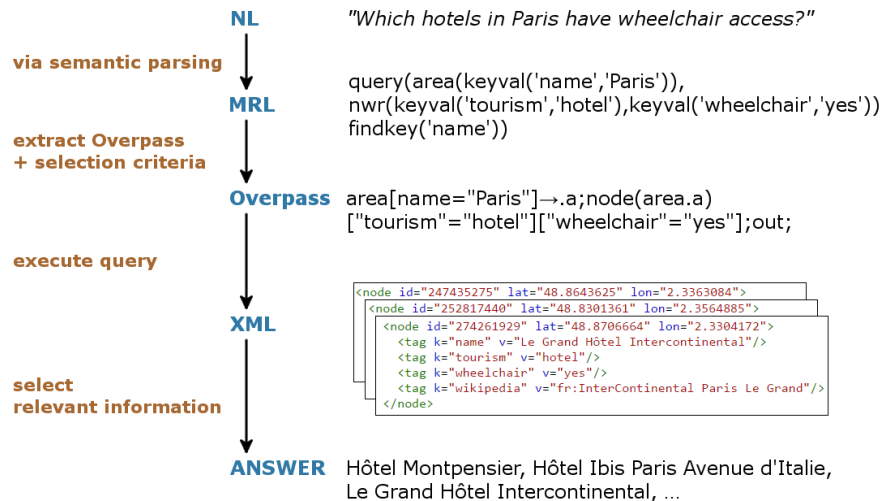 NL
"Which hotels in Paris have wheelchair access?"
via semantic parsing
MRL
query(area(keyval('name','Paris')),
nwr(keyval('tourism','hotel'),keyval('wheelchair','yes'))
findkey('name'))
extract Overpass
+ selection criteria
Overpass
area[name="Paris"]→.a;node(area.a)
["tourism"="hotel"]["wheelchair"="yes"];out;
execute query
XML
<node id="247435275" lat="48.8643625" lon="2.3363084">
<node id="252817440" lat="48.8301361" lon="2.3564885">
<node id="274261929" lat="48.8706664" lon="2.3304172">
<tag k="name" v="Le Grand Hôtel Intercontinental"/>
<tag k="tourism" v="hotel"/>
<tag k="wheelchair" v="yes"/>
<tag k="wikipedia" v="fr:InterContinental Paris Le Grand"/>
</node>
select
relevant information
ANSWER
Hôtel Montpensier, Hôtel Ibis Paris Avenue d'Italie,
Le Grand Hôtel Intercontinental, ...